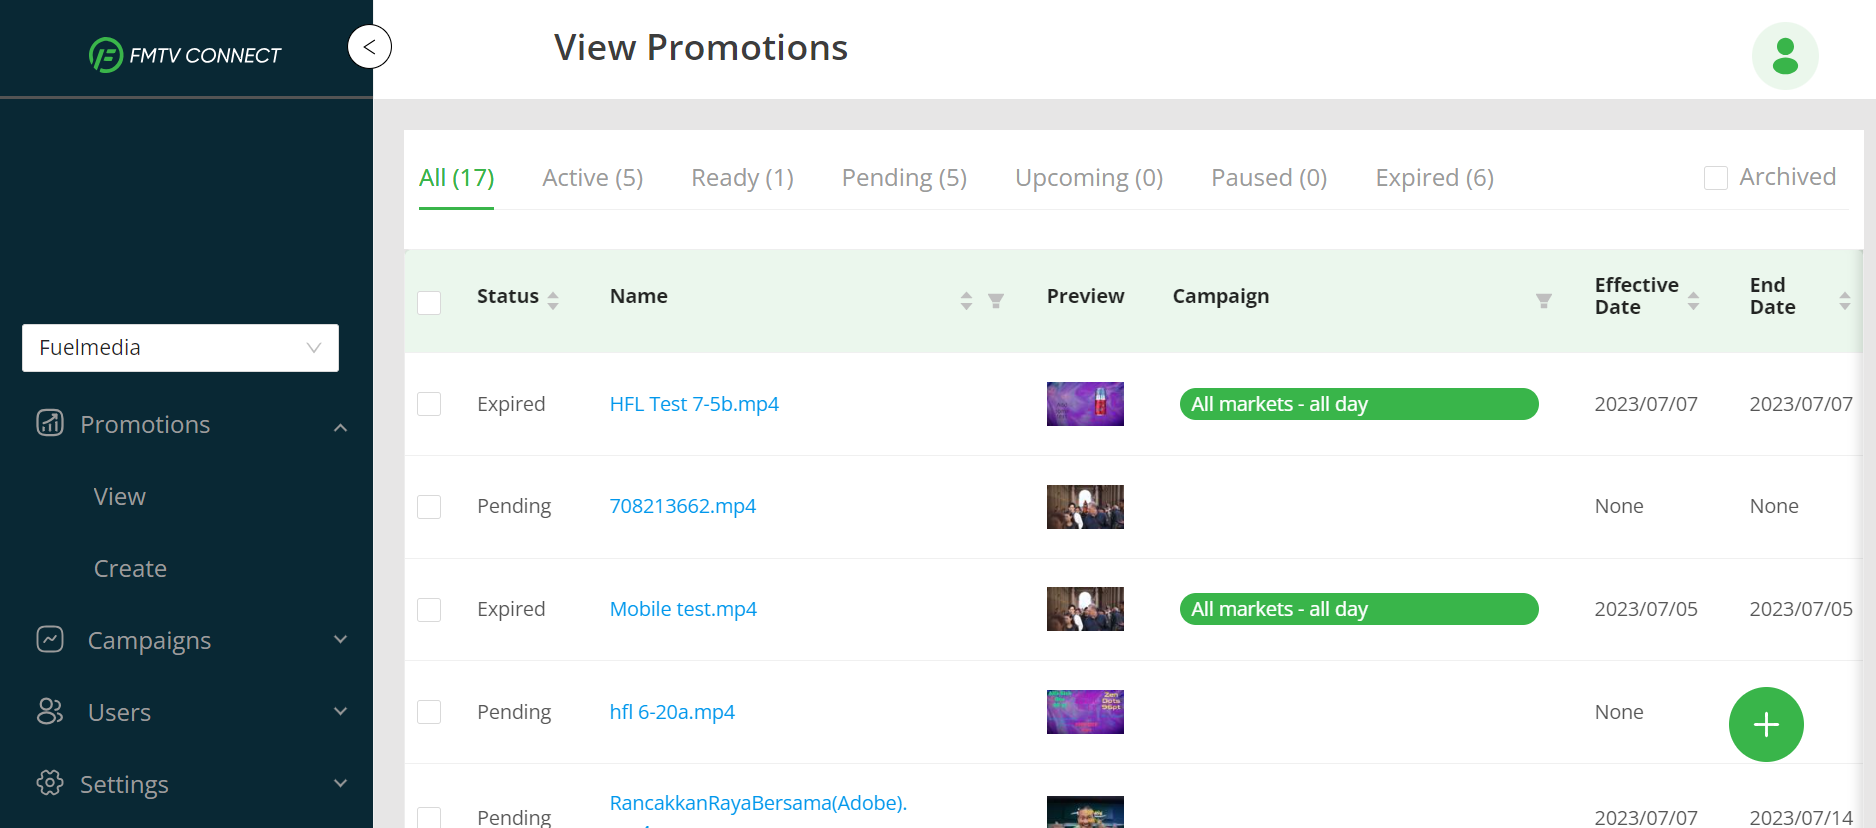 FMTV CONNECT
View Promotions
All (17) Active (5) Ready (1) Pending (5) Upcoming (0) Paused (0) Expired (6) Archived
Fuelmedia
Promotions
View
Create
Campaigns
Users
Settings
Status Name Preview Campaign Effective Date End Date
Expired HFL Test 7-5b.mp4 All markets - all day 2023/07/07 2023/07/07
Pending 708213662.mp4 None None
Expired Mobile test.mp4 All markets - all day 2023/07/05 2023/07/05
Pending hfl 6-20a.mp4 Zen Dots 96pt None
Pending RancakkanRayaBersama(Adobe). 2023/07/07 2023/07/14